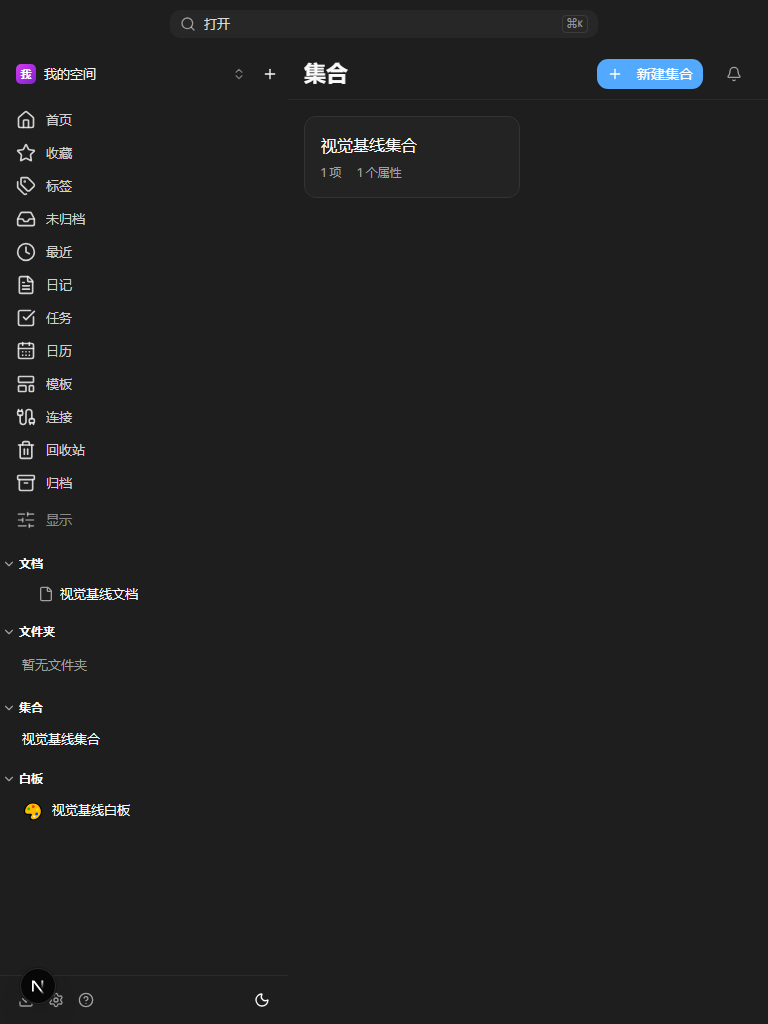 打开
⌘K
我 我的空间
集合
新建集合
首页
收藏
标签
未归档
最近
日记
任务
日历
模板
连接
回收站
归档
显示
文档
视觉基线文档
文件夹
暂无文件夹
集合
视觉基线集合
白板
视觉基线白板
视觉基线集合
1 项 1 个属性
N